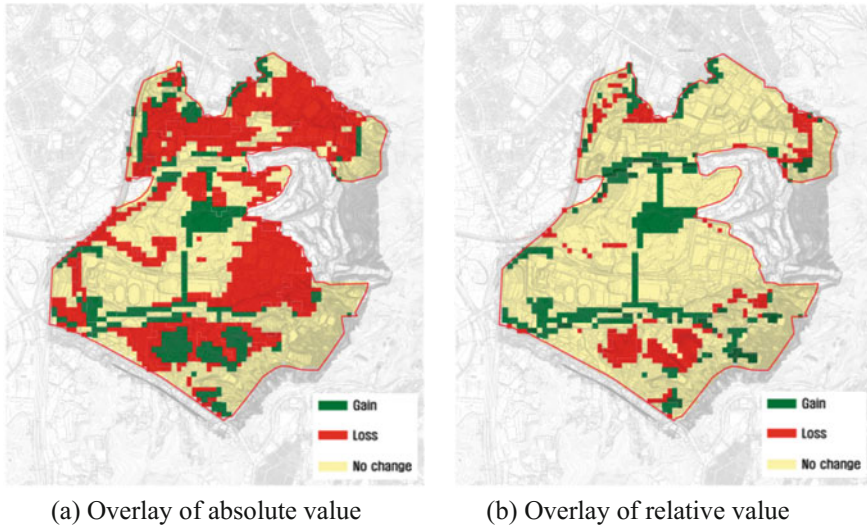 Gain
Loss
No change
Gain
Loss
No change
(a) Overlay of absolute value
(b) Overlay of relative value